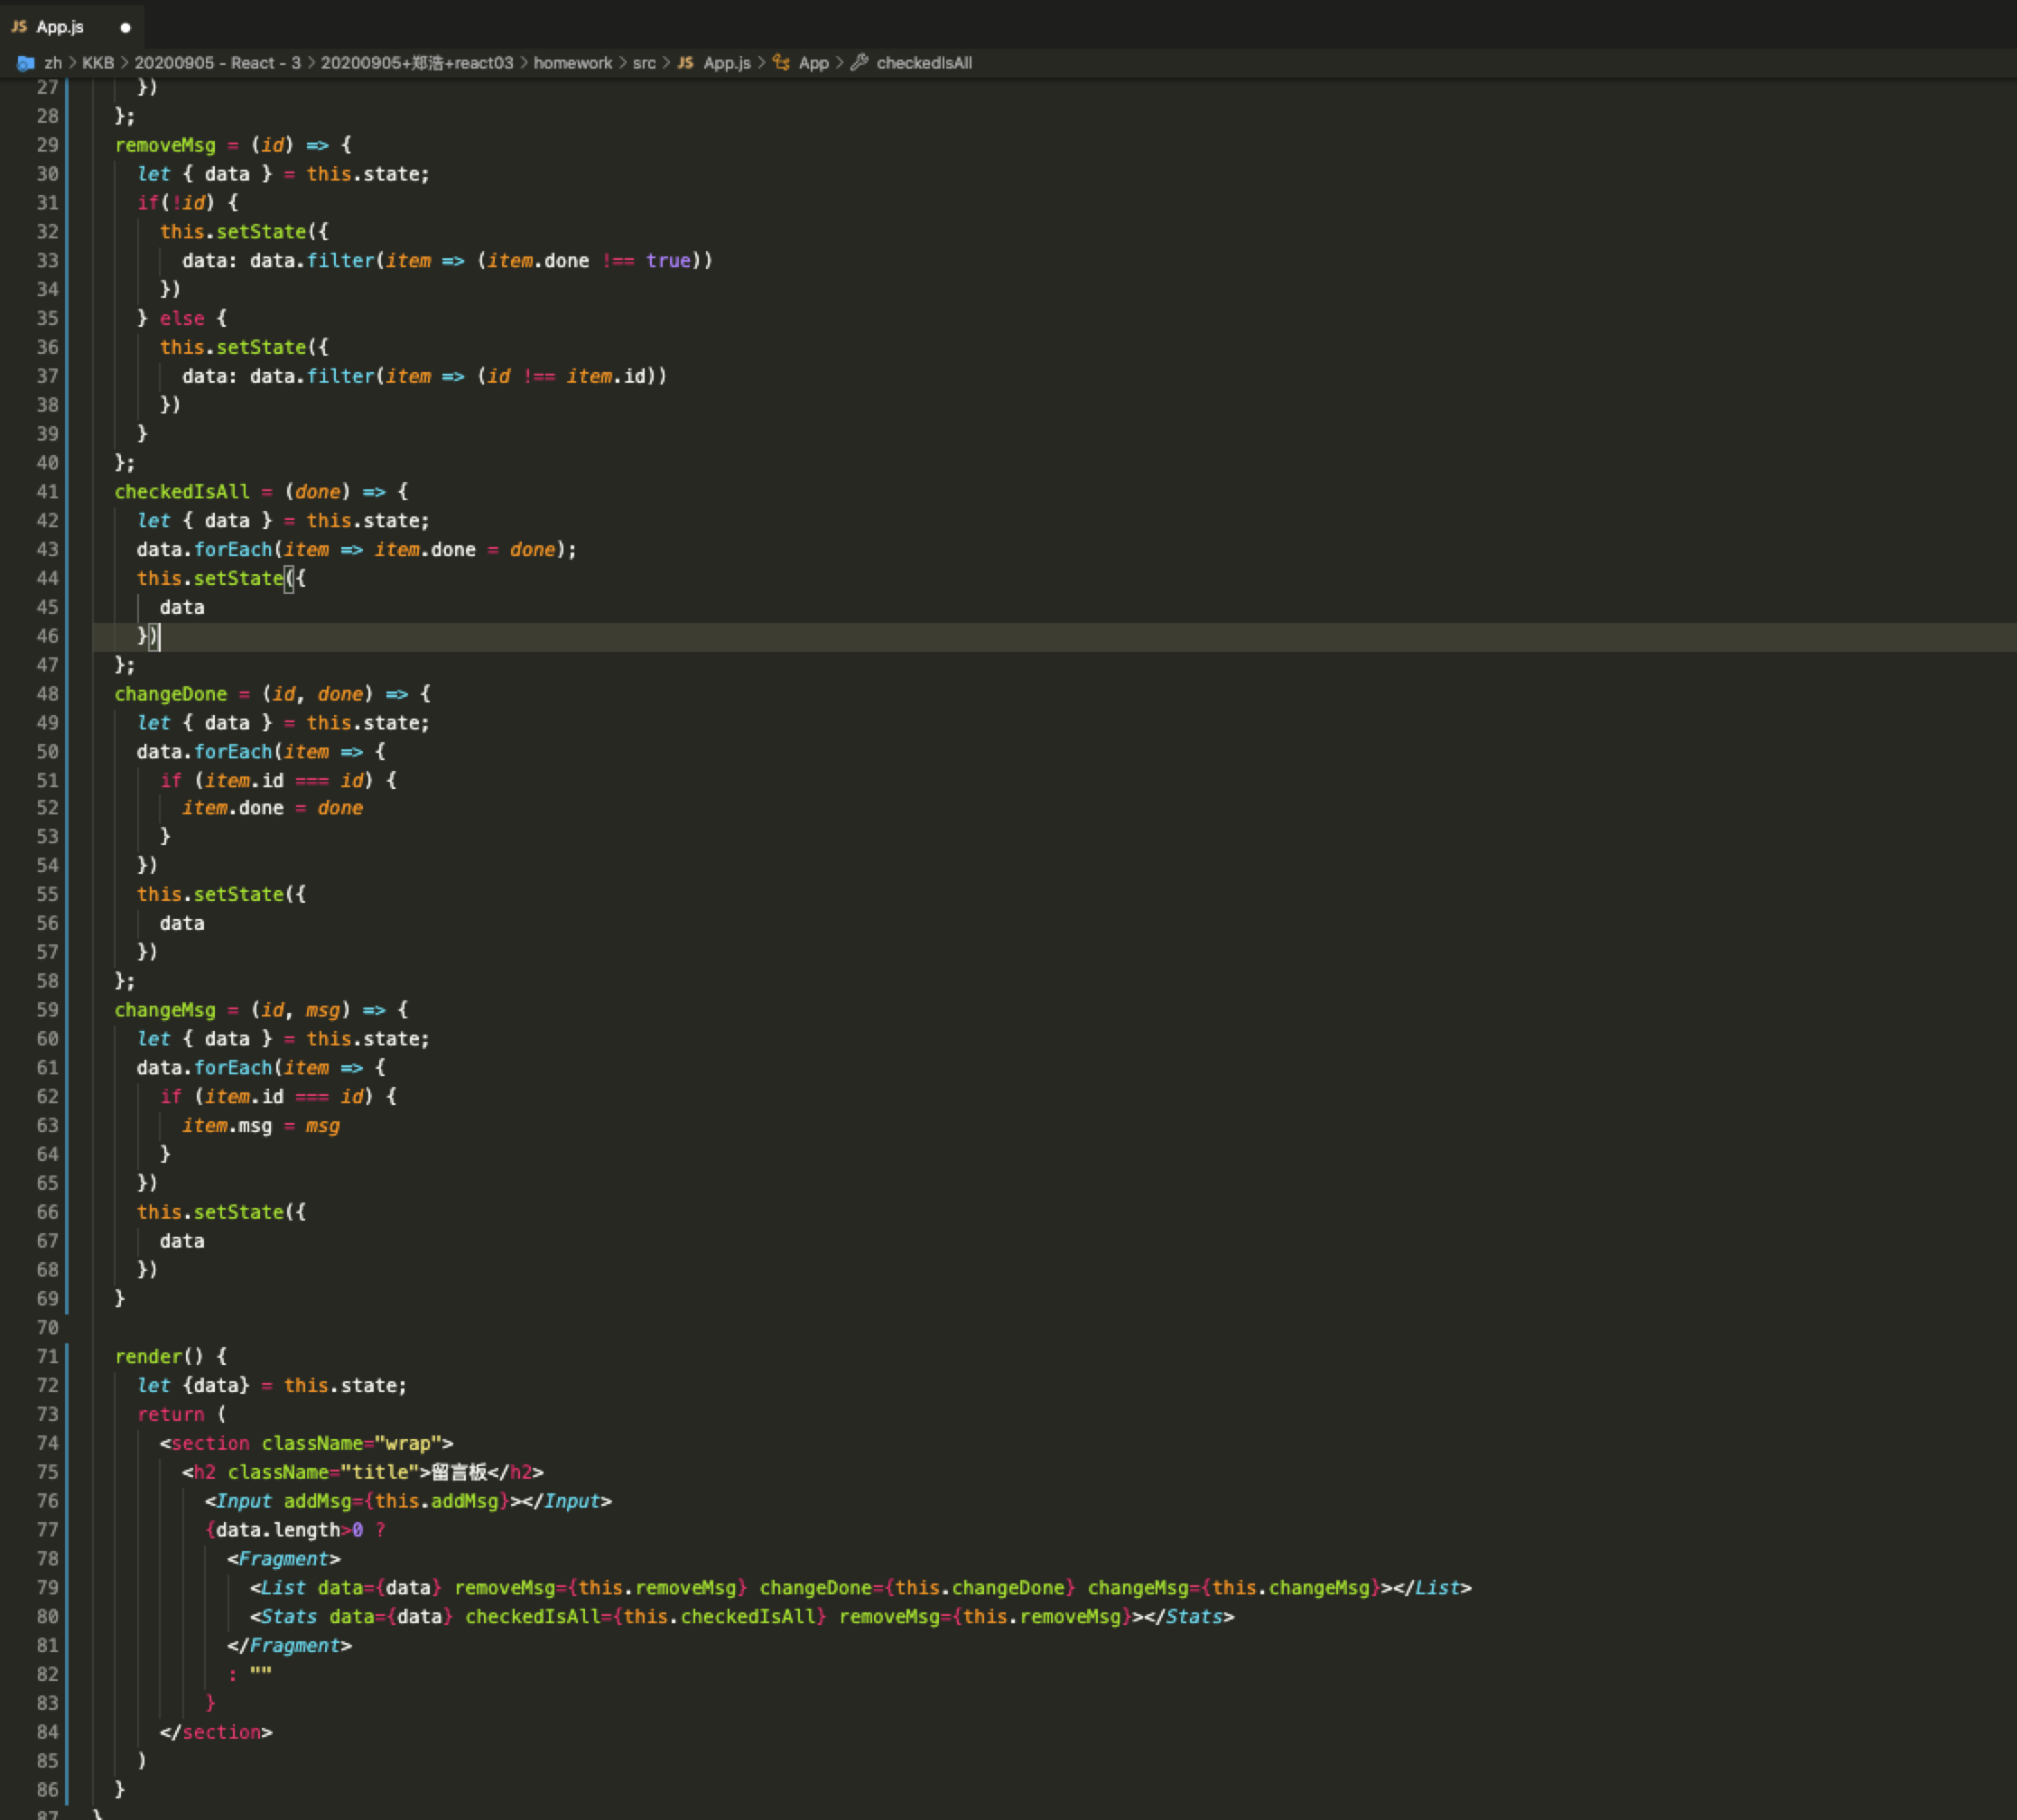 JS App.js ●
zh > KKB > 20200905 - React - 3 > 20200905+郑浩+react03 > homework > src > JS App.js > App > checkedIsAll
27 })
28 };
29 removeMsg = (id) => {
30 let { data } = this.state;
31 if(!id) {
32 this.setState({
33 data: data.filter(item => (item.done !== true))
34 })
35 } else {
36 this.setState({
37 data: data.filter(item => (id !== item.id))
38 })
39 }
40 };
41 checkedIsAll = (done) => {
42 let { data } = this.state;
43 data.forEach(item => item.done = done);
44 this.setState({
45 data
46 })
47 };
48 changeDone = (id, done) => {
49 let { data } = this.state;
50 data.forEach(item => {
51 if (item.id === id) {
52 item.done = done
53 }
54 })
55 this.setState({
56 data
57 })
58 };
59 changeMsg = (id, msg) => {
60 let { data } = this.state;
61 data.forEach(item => {
62 if (item.id === id) {
63 item.msg = msg
64 }
65 })
66 this.setState({
67 data
68 })
69 }
70
71 render() {
72 let {data} = this.state;
73 return (
74 <section className="wrap">
75 <h2 className="title">留言板</h2>
76 <Input addMsg={this.addMsg}></Input>
77 {data.length>0 ?
78 <Fragment>
79 <List data={data} removeMsg={this.removeMsg} changeDone={this.changeDone} changeMsg={this.changeMsg}></List>
80 <Stats data={data} checkedIsAll={this.checkedIsAll} removeMsg={this.removeMsg}></Stats>
81 </Fragment>
82 : ""
83 }
84 </section>
85 )
86 }
87 }